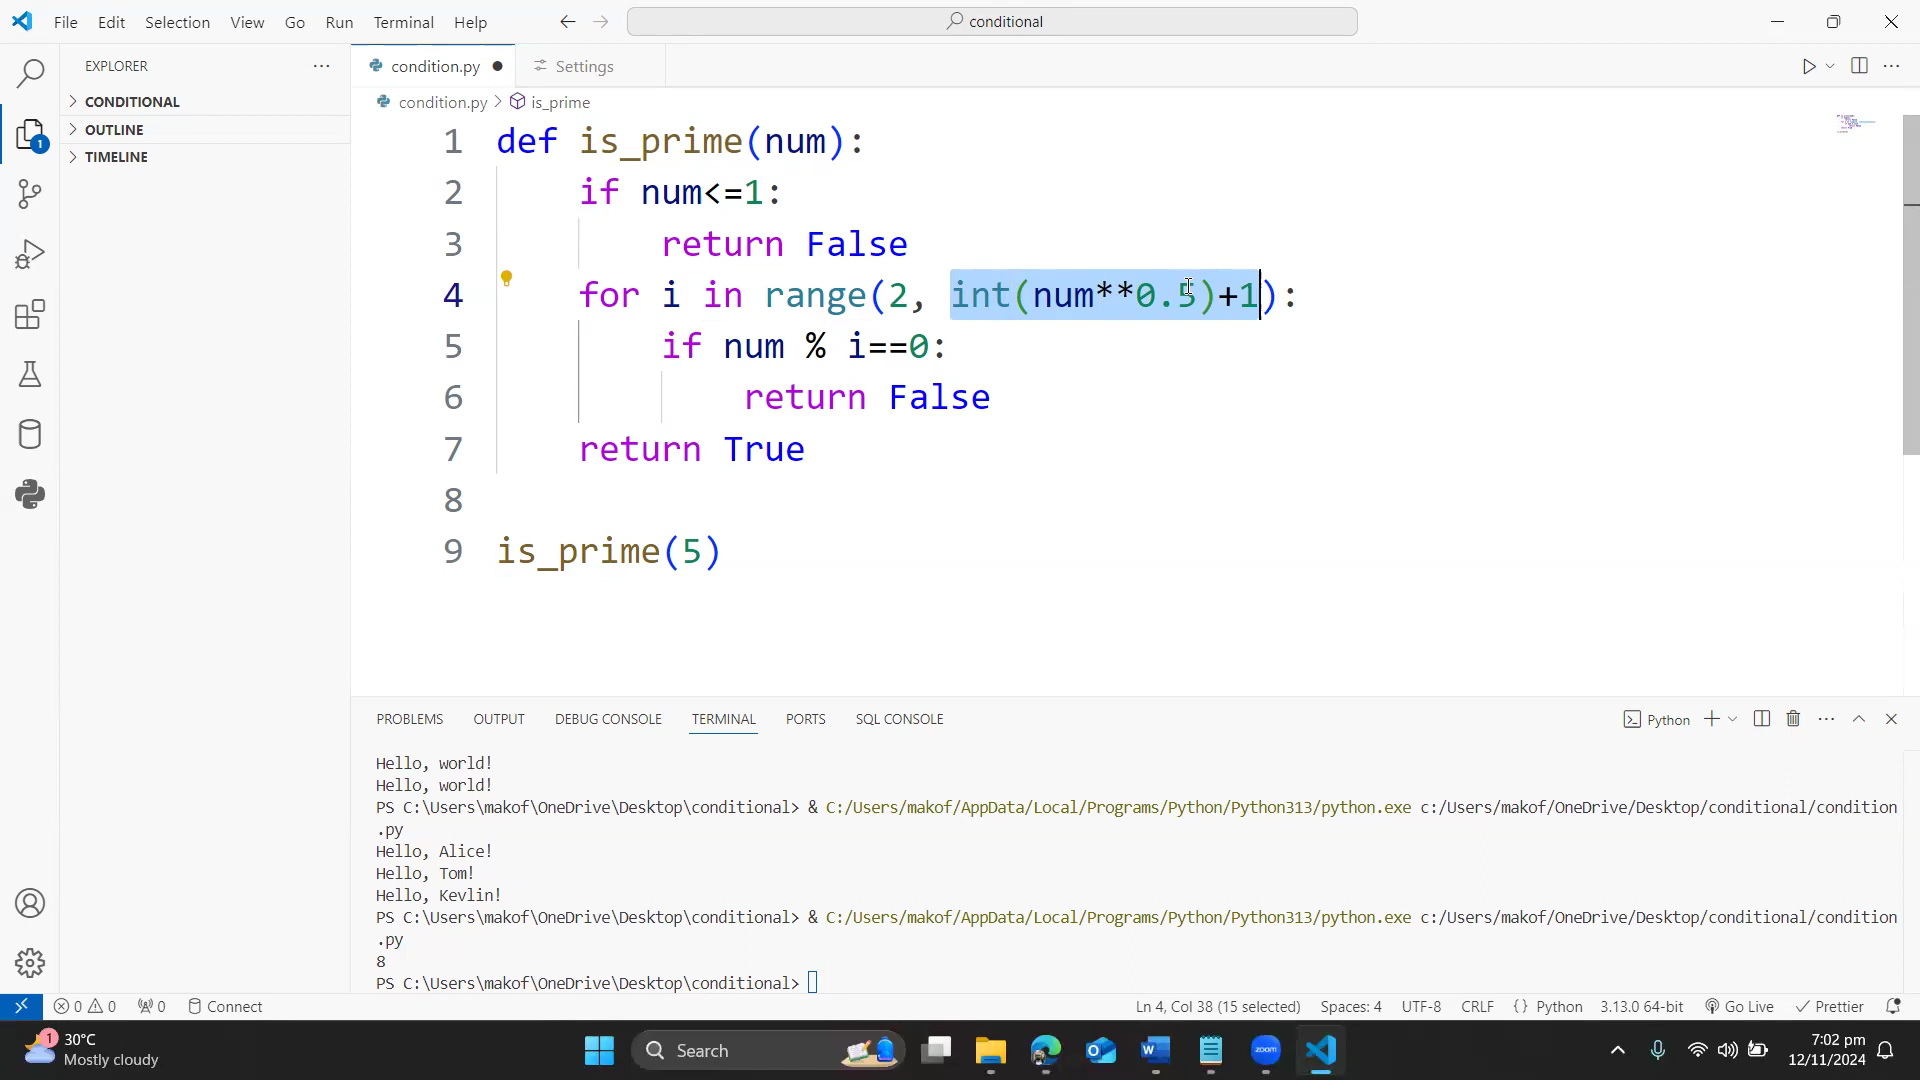 File Edit Selection View Go Run Terminal Help
conditional
EXPLORER
condition.py
Settings
CONDITIONAL
OUTLINE
TIMELINE
condition.py > is_prime
1 def is_prime(num):
2 if num<=1:
3 return False
4 for i in range(2, int(num**0.5)+1):
5 if num % i==0:
6 return False
7 return True
8
9 is_prime(5)
1
PROBLEMS OUTPUT DEBUG CONSOLE TERMINAL PORTS SQL CONSOLE
Python
Hello, world!
Hello, world!
PS C:\Users\makof\OneDrive\Desktop\conditional> & C:/Users/makof/AppData/Local/Programs/Python/Python313/python.exe c:/Users/makof/OneDrive/Desktop/conditional/condition
.py
Hello, Alice!
Hello, Tom!
Hello, Kevlin!
PS C:\Users\makof\OneDrive\Desktop\conditional> & C:/Users/makof/AppData/Local/Programs/Python/Python313/python.exe c:/Users/makof/OneDrive/Desktop/conditional/condition
.py
8
PS C:\Users\makof\OneDrive\Desktop\conditional>
0 0 0 Connect
Ln 4, Col 38 (15 selected) Spaces: 4 UTF-8 CRLF {} Python 3.13.0 64-bit Go Live Prettier
1
30°C
Mostly cloudy
Search
zoom
7:02 pm
12/11/2024